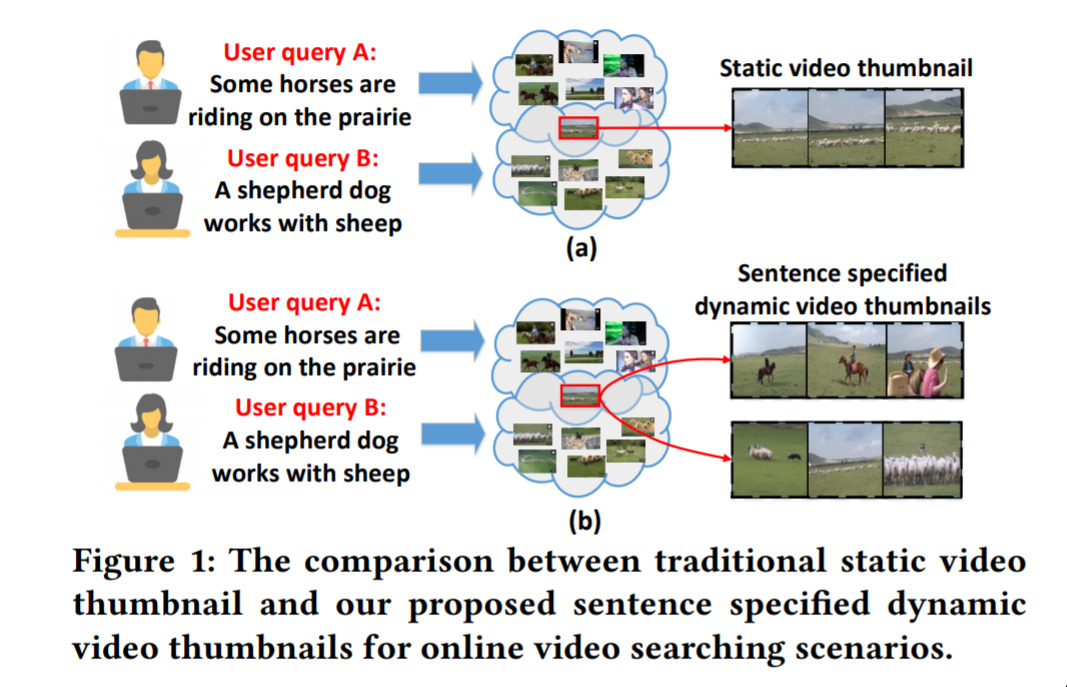 User query A:
Some horses are
riding on the prairie
User query B:
A shepherd dog
works with sheep
Static video thumbnail
(a)
User query A:
Some horses are
riding on the prairie
User query B:
A shepherd dog
works with sheep
Sentence specified
dynamic video thumbnails
(b)
Figure 1: The comparison between traditional static video
thumbnail and our proposed sentence specified dynamic
video thumbnails for online video searching scenarios.